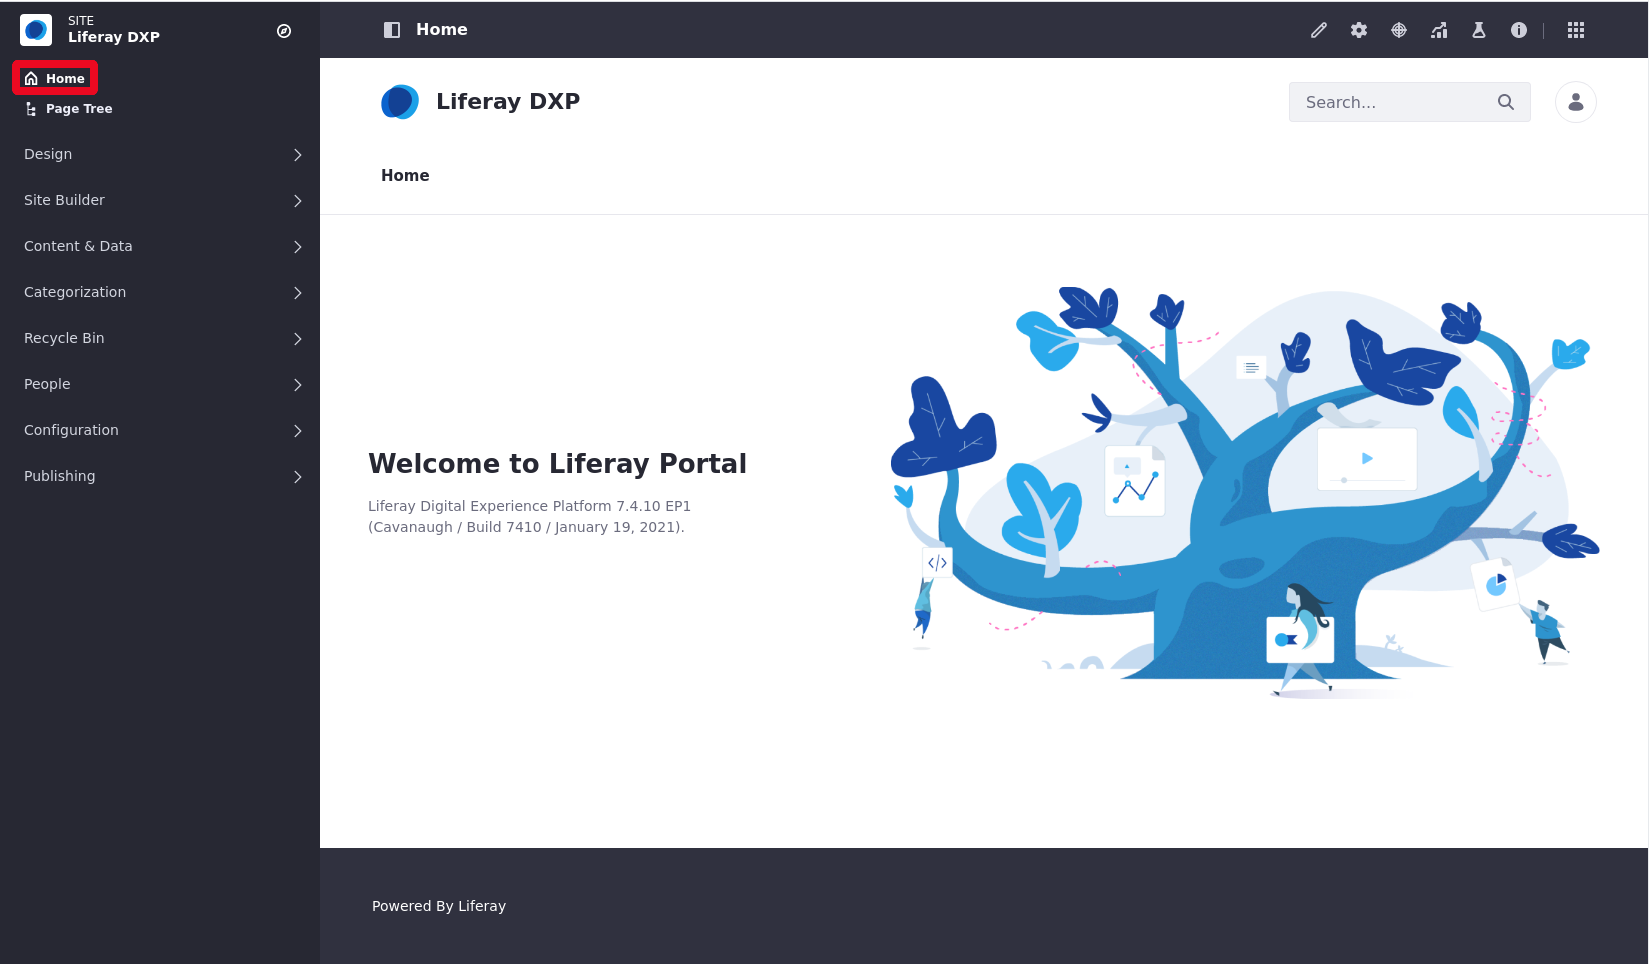 SITE
Liferay DXP
Home
Page Tree
Design
Site Builder
Content & Data
Categorization
Recycle Bin
People
Configuration
Publishing
Home
Liferay DXP
Search...
Home
Welcome to Liferay Portal
Liferay Digital Experience Platform 7.4.10 EP1
(Cavanaugh / Build 7410 / January 19, 2021).
</>
Powered By Liferay